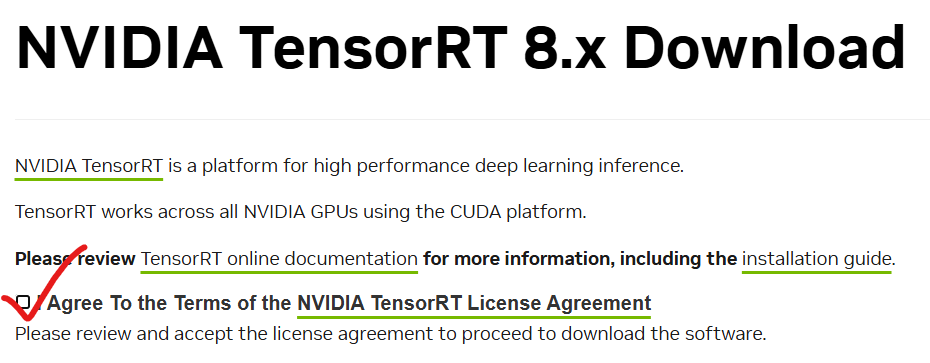 NVIDIA TensorRT 8.x Download
NVIDIA TensorRT is a platform for high performance deep learning inference.
TensorRT works across all NVIDIA GPUs using the CUDA platform.
Please review TensorRT online documentation for more information, including the installation guide.
I Agree To the Terms of the NVIDIA TensorRT License Agreement
Please review and accept the license agreement to proceed to download the software.